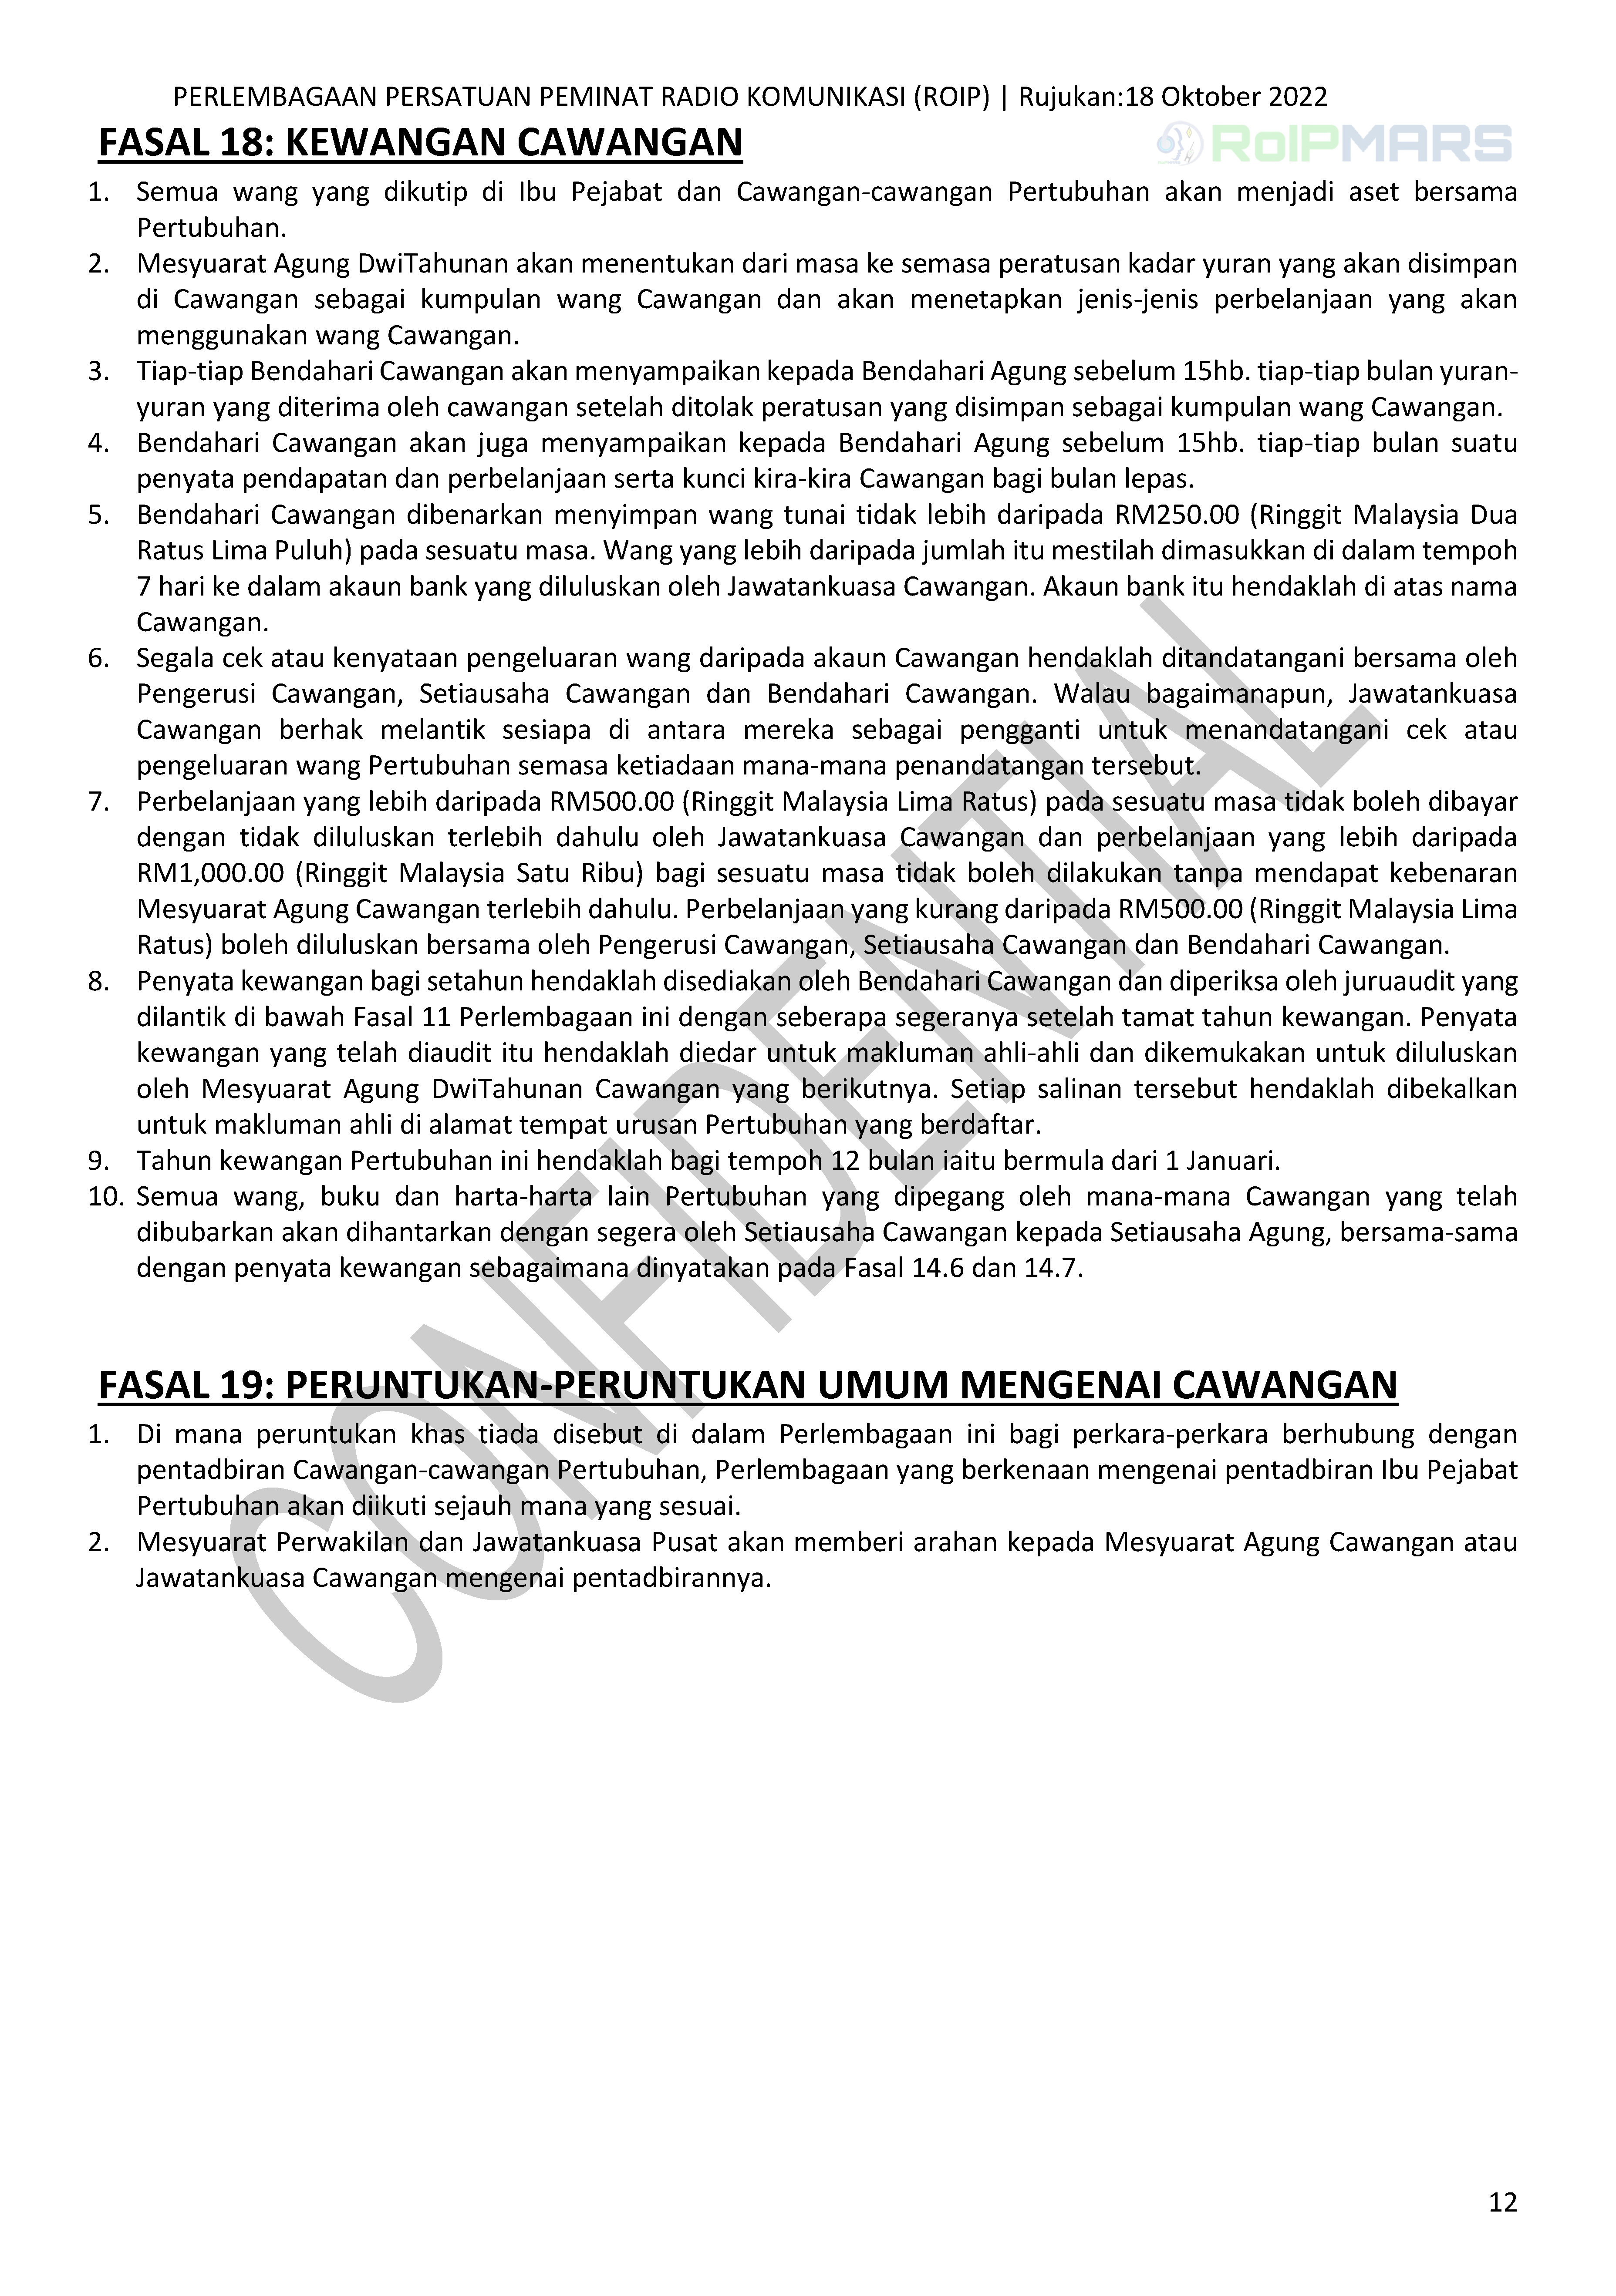 PERLEMBAGAAN PERSATUAN PEMINAT RADIO KOMUNIKASI (ROIP) | Rujukan:18 Oktober 2022
FASAL 18: KEWANGAN CAWANGAN
RoIPMARS
1. Semua wang yang dikutip di Ibu Pejabat dan Cawangan-cawangan Pertubuhan akan menjadi aset bersama
Pertubuhan.
2. Mesyuarat Agung DwiTahunan akan menentukan dari masa ke semasa peratusan kadar yuran yang akan disimpan
di Cawangan sebagai kumpulan wang Cawangan dan akan menetapkan jenis-jenis perbelanjaan yang akan
menggunakan wang Cawangan.
3. Tiap-tiap Bendahari Cawangan akan menyampaikan kepada Bendahari Agung sebelum 15hb. tiap-tiap bulan yuran-
yuran yang diterima oleh cawangan setelah ditolak peratusan yang disimpan sebagai kumpulan wang Cawangan.
4. Bendahari Cawangan akan juga menyampaikan kepada Bendahari Agung sebelum 15hb. tiap-tiap bulan suatu
penyata pendapatan dan perbelanjaan serta kunci kira-kira Cawangan bagi bulan lepas.
5. Bendahari Cawangan dibenarkan menyimpan wang tunai tidak lebih daripada RM250.00 (Ringgit Malaysia Dua
Ratus Lima Puluh) pada sesuatu masa. Wang yang lebih daripada jumlah itu mestilah dimasukkan di dalam tempoh
7 hari ke dalam akaun bank yang diluluskan oleh Jawatankuasa Cawangan. Akaun bank itu hendaklah di atas nama
Cawangan.
6. Segala cek atau kenyataan pengeluaran wang daripada akaun Cawangan hendaklah ditandatangani bersama oleh
Pengerusi Cawangan, Setiausaha Cawangan dan Bendahari Cawangan. Walau bagaimanapun, Jawatankuasa
Cawangan berhak melantik sesiapa di antara mereka sebagai pengganti untuk menandatangani cek atau
pengeluaran wang Pertubuhan semasa ketiadaan mana-mana penandatangan tersebut.
7. Perbelanjaan yang lebih daripada RM500.00 (Ringgit Malaysia Lima Ratus) pada sesuatu masa tidak boleh dibayar
dengan tidak diluluskan terlebih dahulu oleh Jawatankuasa Cawangan dan perbelanjaan yang lebih daripada
RM1,000.00 (Ringgit Malaysia Satu Ribu) bagi sesuatu masa tidak boleh dilakukan tanpa mendapat kebenaran
Mesyuarat Agung Cawangan terlebih dahulu. Perbelanjaan yang kurang daripada RM500.00 (Ringgit Malaysia Lima
Ratus) boleh diluluskan bersama oleh Pengerusi Cawangan, Setiausaha Cawangan dan Bendahari Cawangan.
8. Penyata kewangan bagi setahun hendaklah disediakan oleh Bendahari Cawangan dan diperiksa oleh juruaudit yang
dilantik di bawah Fasal 11 Perlembagaan ini dengan seberapa segeranya setelah tamat tahun kewangan. Penyata
kewangan yang telah diaudit itu hendaklah diedar untuk makluman ahli-ahli dan dikemukakan untuk diluluskan
oleh Mesyuarat Agung DwiTahunan Cawangan yang berikutnya. Setiap salinan tersebut hendaklah dibekalkan
untuk makluman ahli di alamat tempat urusan Pertubuhan yang berdaftar.
9. Tahun kewangan Pertubuhan ini hendaklah bagi tempoh 12 bulan iaitu bermula dari 1 Januari.
10. Semua wang, buku dan harta-harta lain Pertubuhan yang dipegang oleh mana-mana Cawangan yang telah
dibubarkan akan dihantarkan dengan segera oleh Setiausaha Cawangan kepada Setiausaha Agung, bersama-sama
dengan penyata kewangan sebagaimana dinyatakan pada Fasal 14.6 dan 14.7.
FASAL 19: PERUNTUKAN-PERUNTUKAN UMUM MENGENAI CAWANGAN
1. Di mana peruntukan khas tiada disebut di dalam Perlembagaan ini bagi perkara-perkara berhubung dengan
pentadbiran Cawangan-cawangan Pertubuhan, Perlembagaan yang berkenaan mengenai pentadbiran Ibu Pejabat
Pertubuhan akan diikuti sejauh mana yang sesuai.
2. Mesyuarat Perwakilan dan Jawatankuasa Pusat akan memberi arahan kepada Mesyuarat Agung Cawangan atau
Jawatankuasa Cawangan mengenai pentadbirannya.
CONFIDENTIAL
12